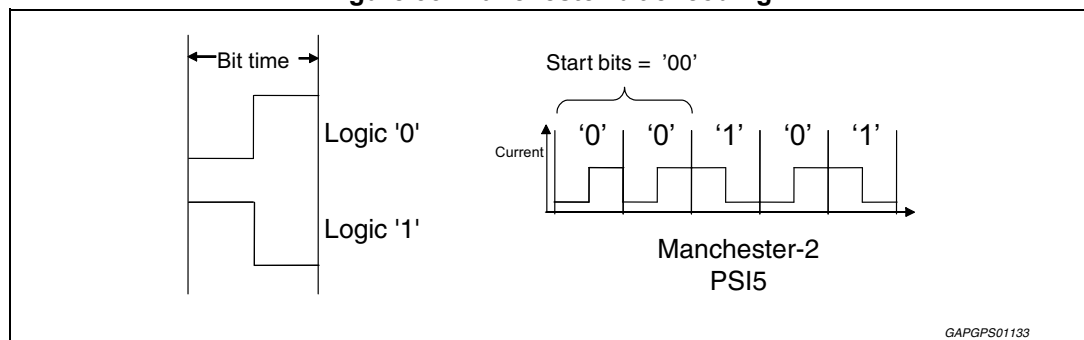 Bit time
Logic '0'
Logic '1'
Start bits = '00'
Current
‘0’ ‘0’ ‘1’ ‘0’ ‘1’
Manchester-2
PSI5
GAPGPS01133